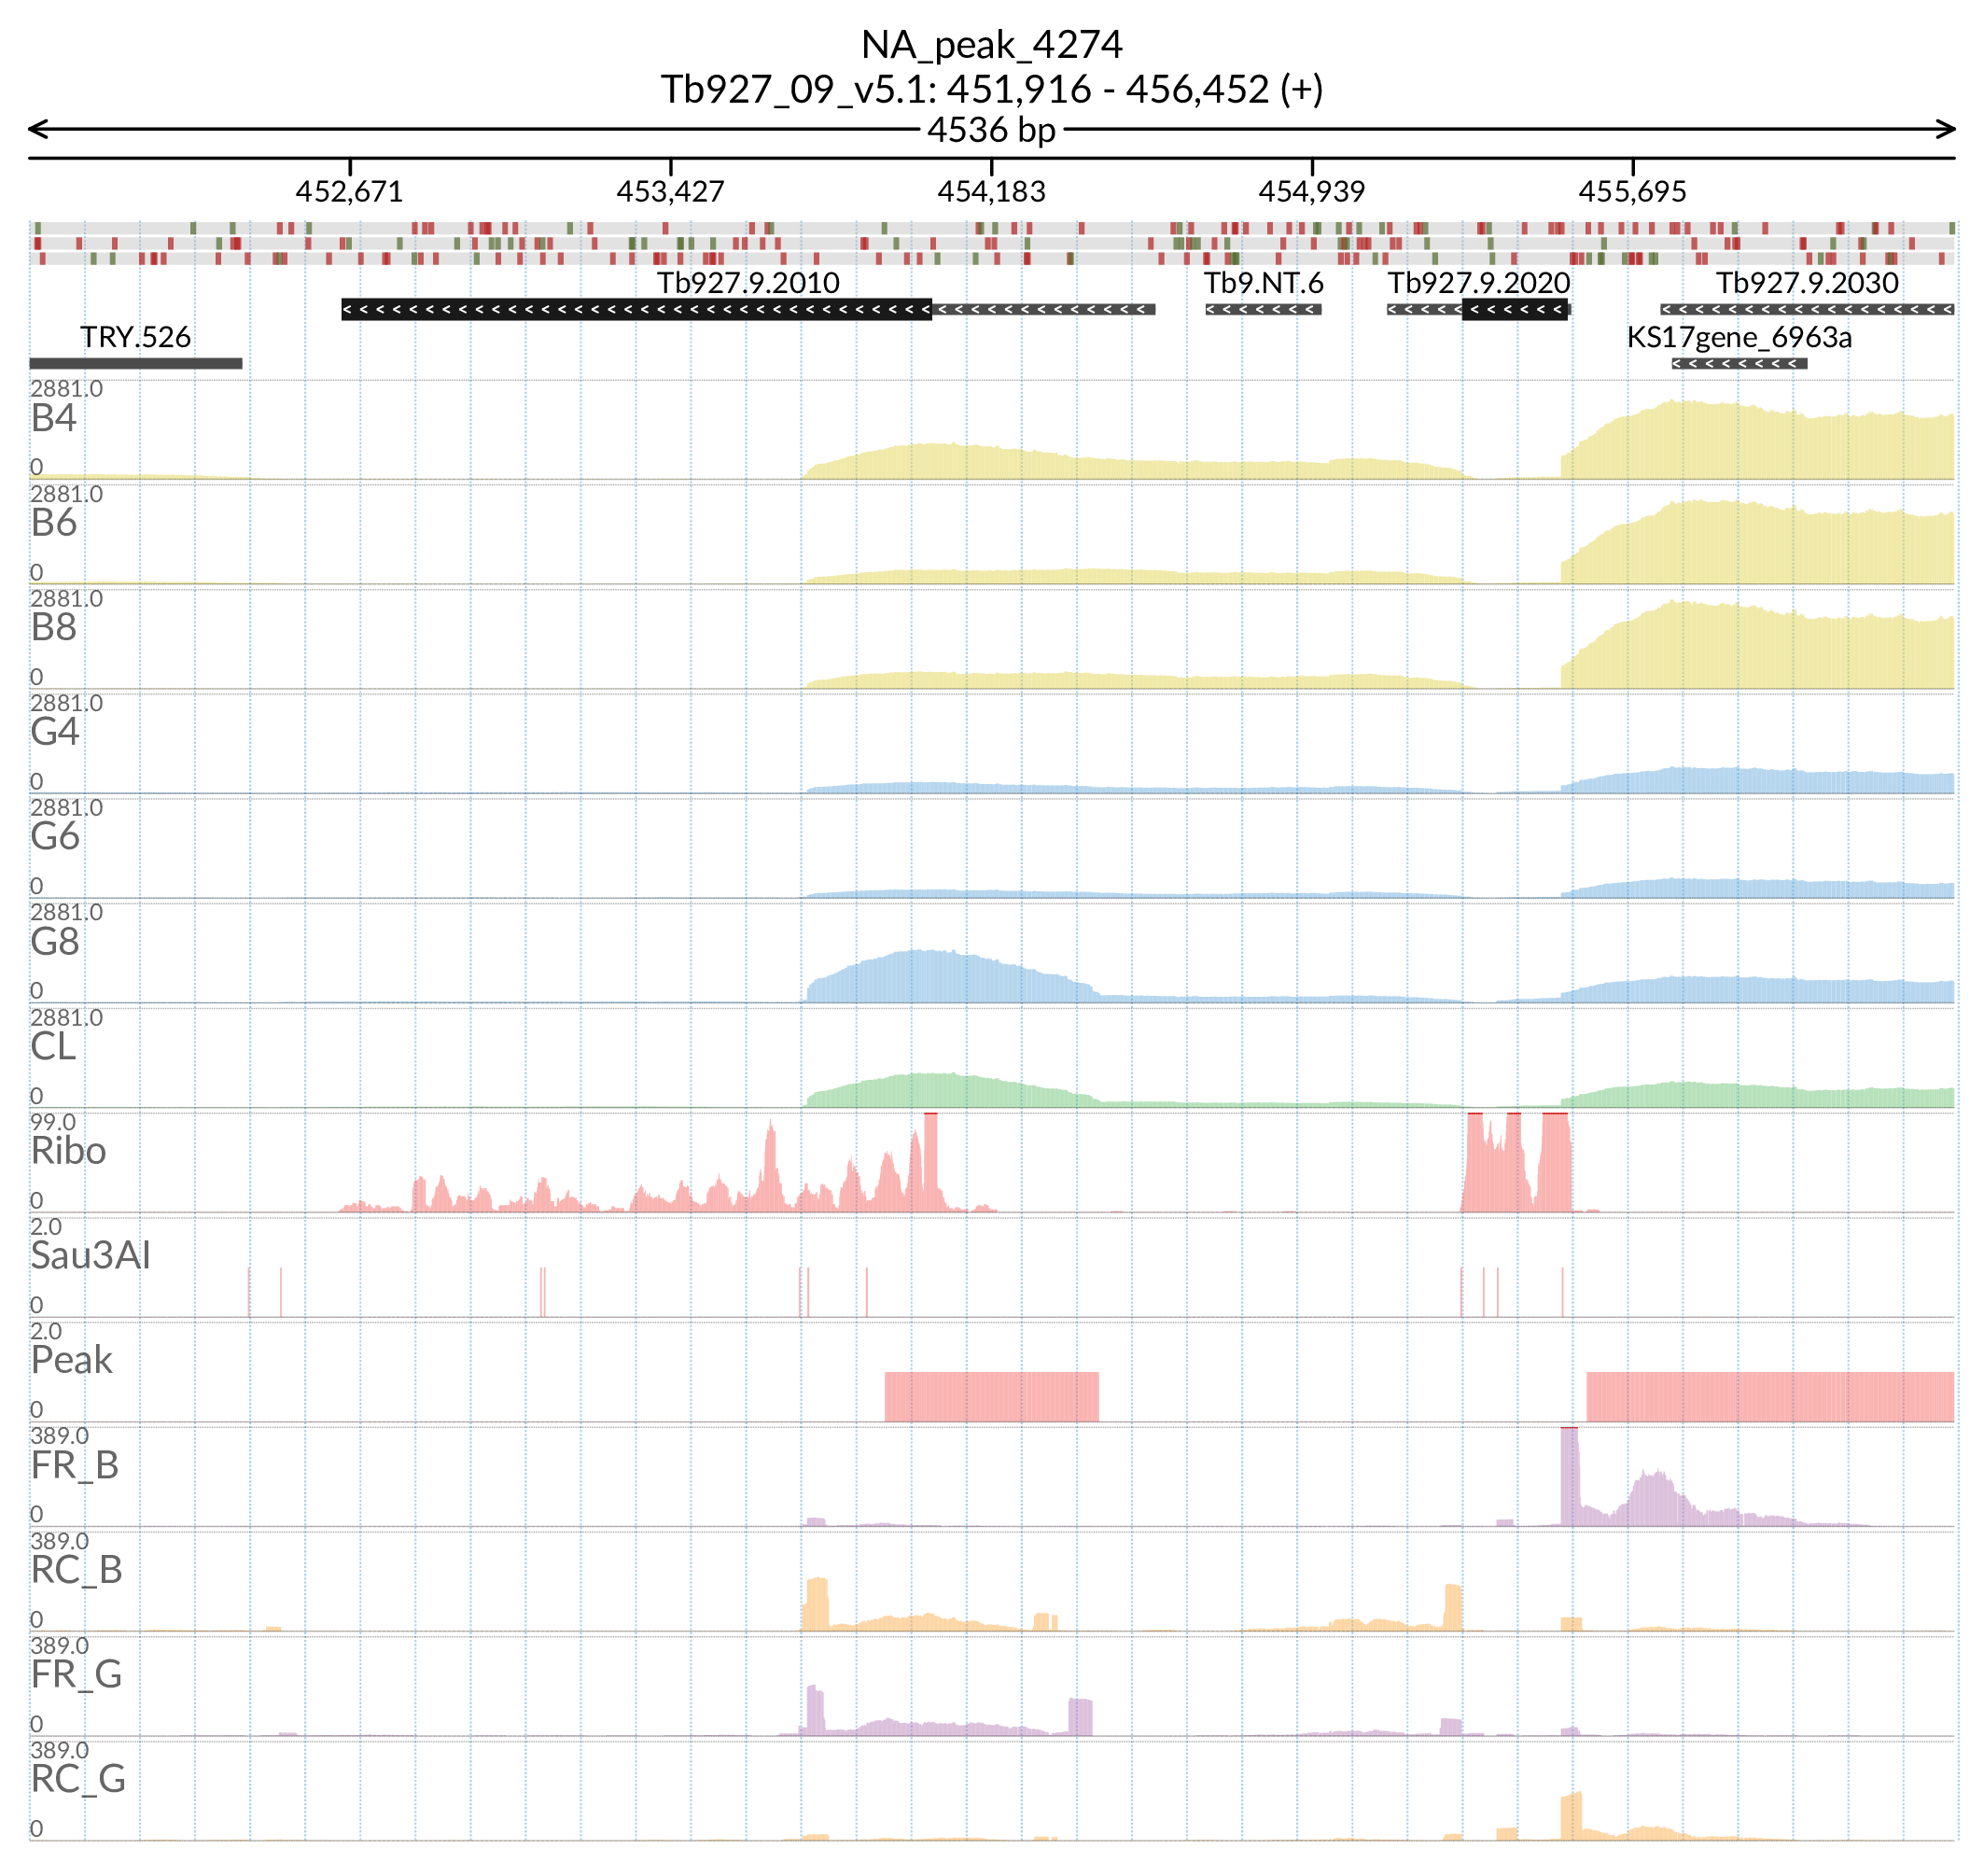 NA_peak_4274
Tb927_09_v5.1: 451,916 - 456,452 (+)
4536 bp
452,671 453,427 454,183 454,939 455,695
Tb927.9.2010 Tb9.NT.6 Tb927.9.2020 Tb927.9.2030
TRY.526 KS17gene_6963a
2881.0
B4
0
2881.0
B6
0
2881.0
B8
0
2881.0
G4
0
2881.0
G6
0
2881.0
G8
0
2881.0
CL
0
99.0
Ribo
0
2.0
Sau3AI
0
2.0
Peak
0
389.0
FR_B
0
389.0
RC_B
0
389.0
FR_G
0
389.0
RC_G
0